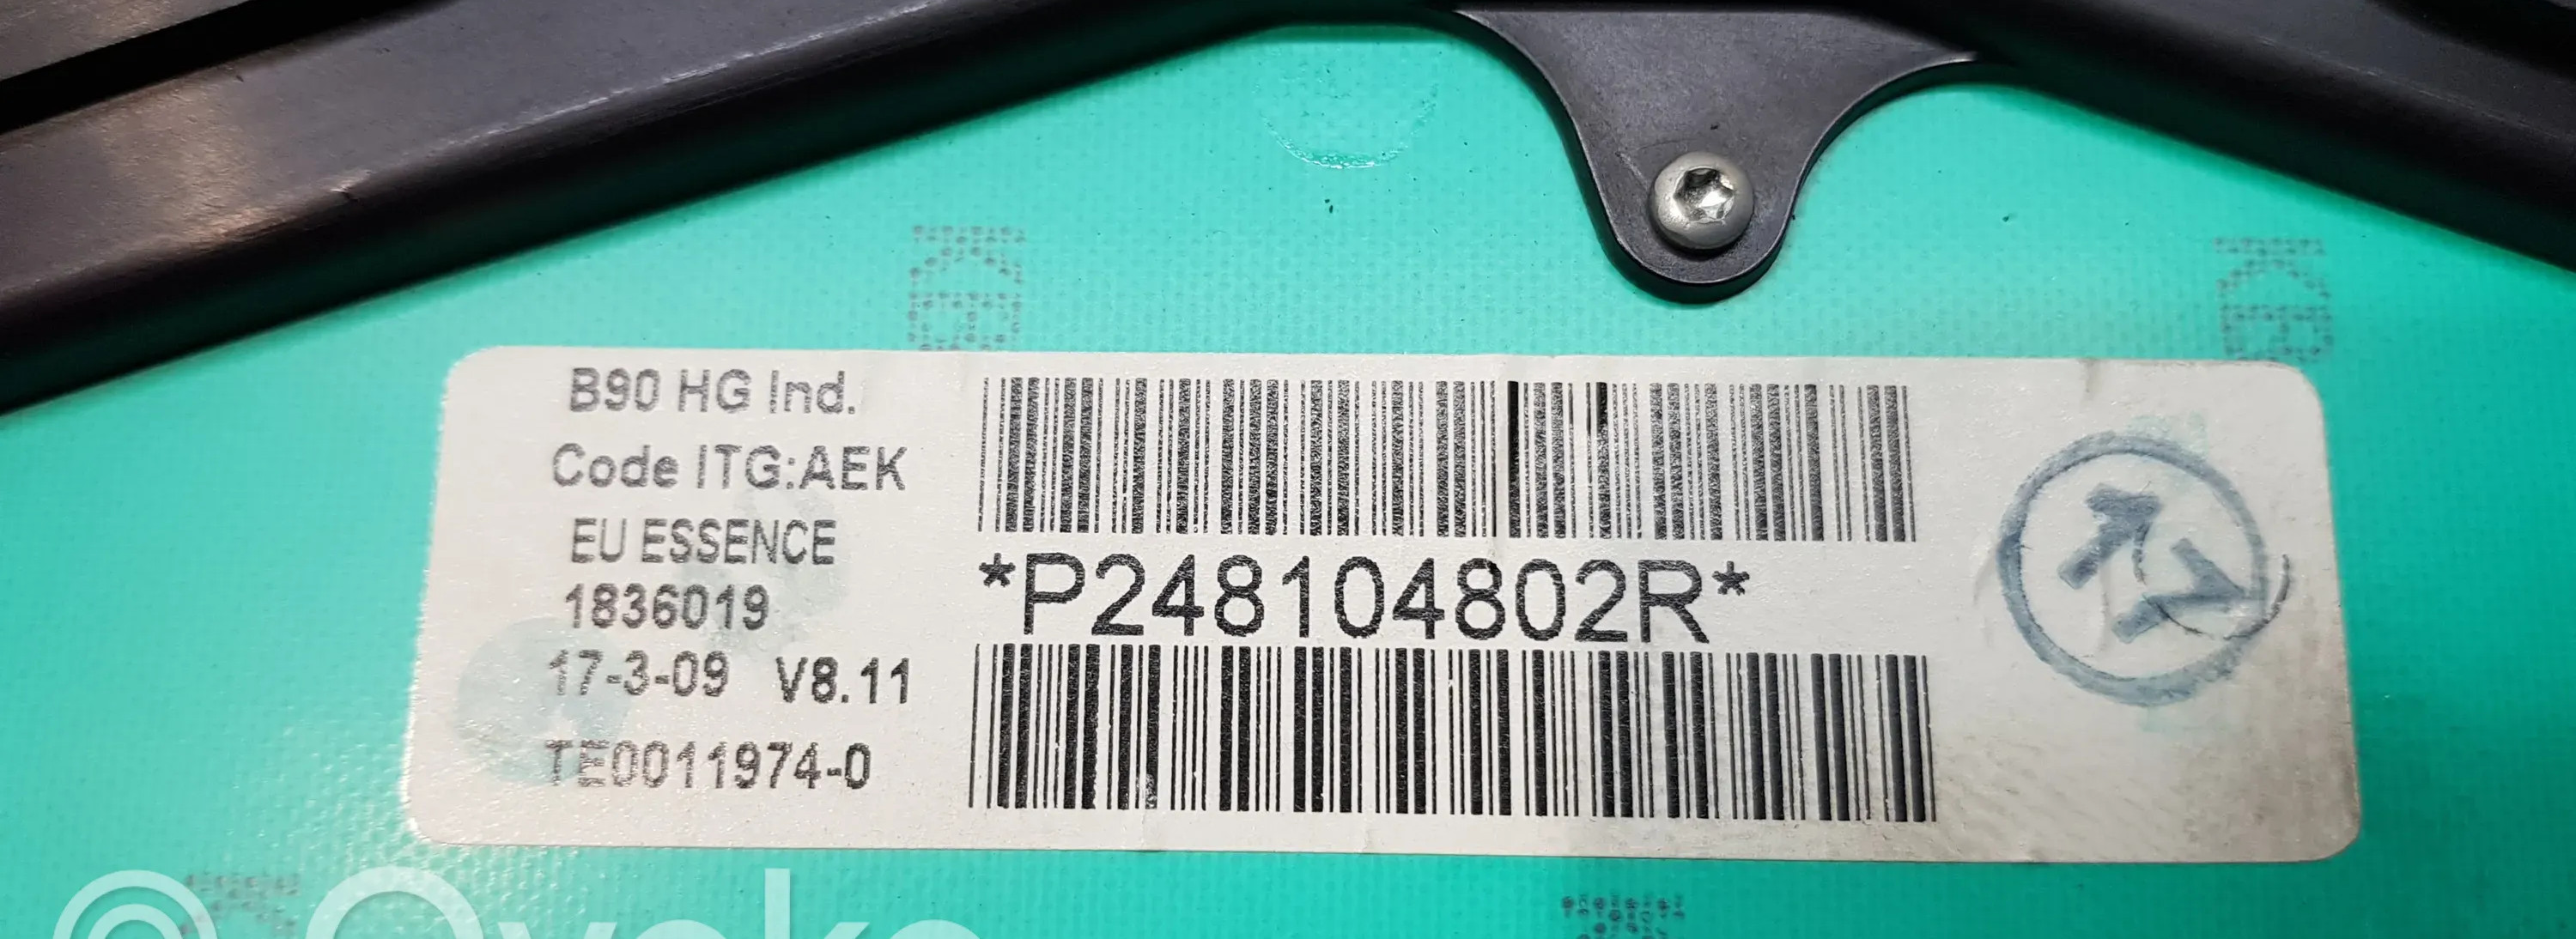 B90 HG Ind.
Code ITG:AEK
EU ESSENCE
1836019
17-3-09 V8.11
TE0011974-0
*P248104802R*